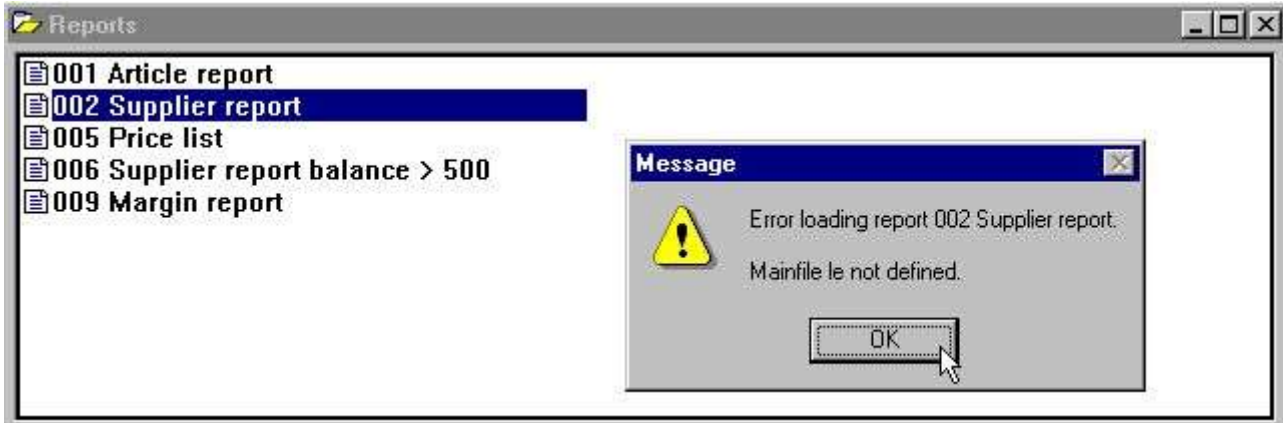 Reports
001 Article report
002 Supplier report
005 Price list
006 Supplier report balance > 500
009 Margin report
Message
Error loading report 002 Supplier report.
Mainfile le not defined.
OK